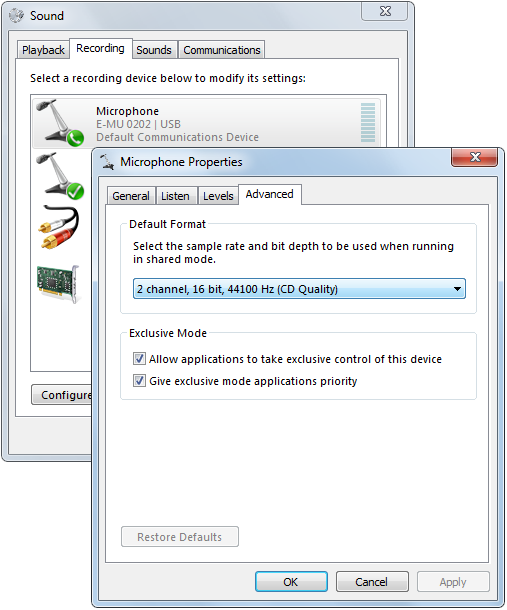 Sound
Playback Recording Sounds Communications
Select a recording device below to modify its settings:
Microphone
E-MU 0202 | USB
Default Communications Device
Configure
Microphone Properties
General Listen Levels Advanced
Default Format
Select the sample rate and bit depth to be used when running
in shared mode.
2 channel, 16 bit, 44100 Hz (CD Quality)
Exclusive Mode
Allow applications to take exclusive control of this device
Give exclusive mode applications priority
Restore Defaults
OK Cancel Apply